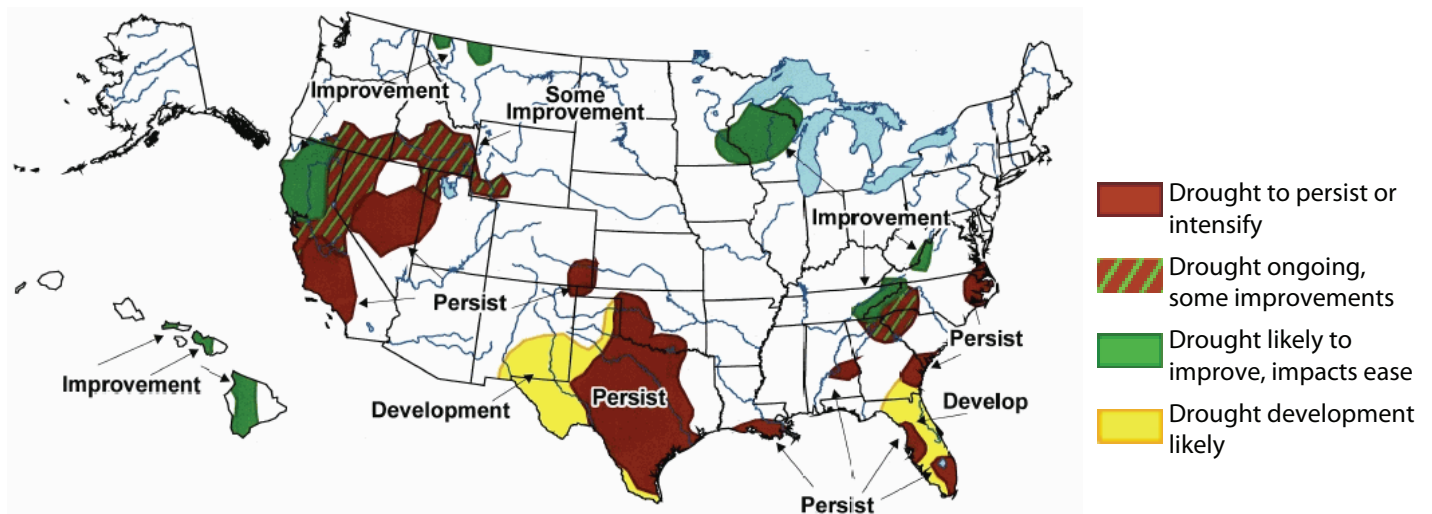 Improvement
Some
Improvement
Improvement
Persist
Persist
Improvement
Development
Persist
Develop
Persist
Drought to persist or
intensify
Drought ongoing,
some improvements
Drought likely to
improve, impacts ease
Drought development
likely